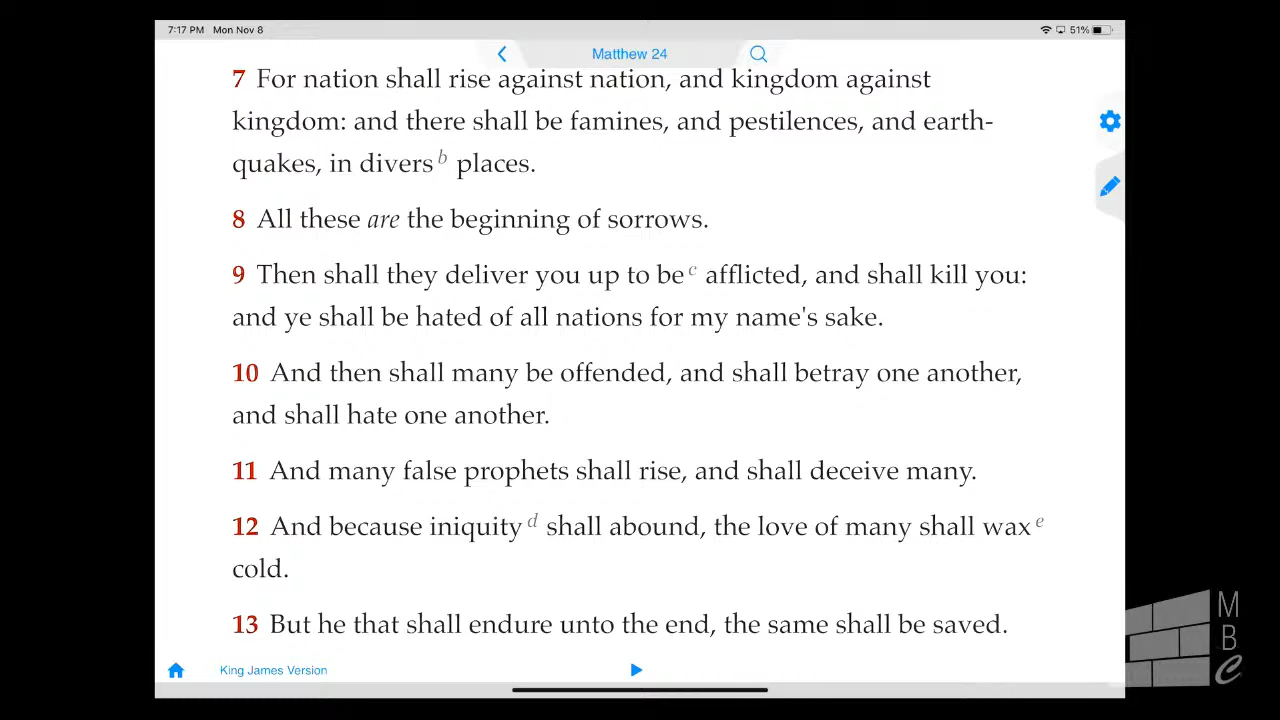 7:17 PM Mon Nov 8 51%
Matthew 24
7 For nation shall rise against nation, and kingdom against
kingdom: and there shall be famines, and pestilences, and earth-
quakes, in divers b places.
8 All these are the beginning of sorrows.
9 Then shall they deliver you up to be c afflicted, and shall kill you:
and ye shall be hated of all nations for my name's sake.
10 And then shall many be offended, and shall betray one another,
and shall hate one another.
11 And many false prophets shall rise, and shall deceive many.
12 And because iniquity d shall abound, the love of many shall wax e
cold.
13 But he that shall endure unto the end, the same shall be saved.
King James Version
M
B
C